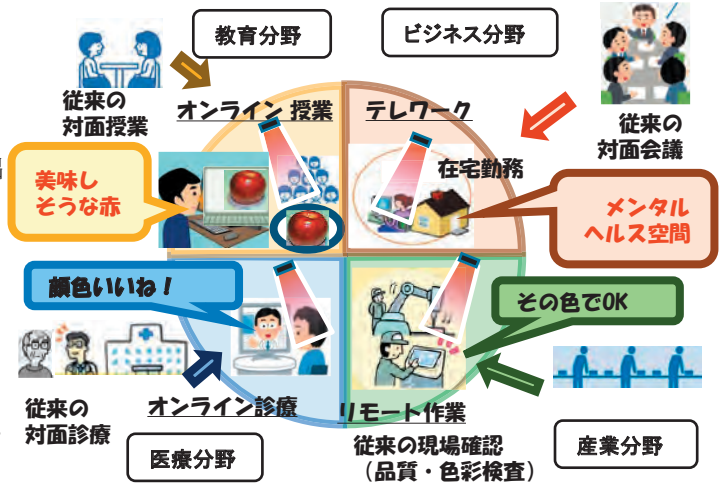 教育分野
ビジネス分野
従来の
対面授業
オンライン 授業
テレワーク
従来の
対面会議
在宅勤務
美味し
そうな赤
メンタル
ヘルス空間
顔色いいね！
その色でOK
従来の
対面診療
オンライン診療
リモート作業
医療分野
従来の現場確認
（品質・色彩検査）
産業分野